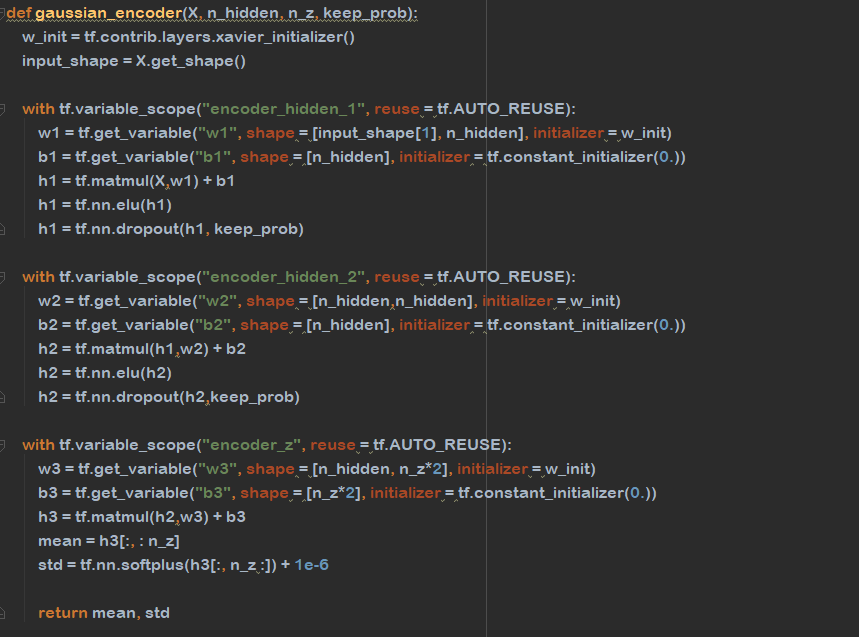 def gaussian_encoder(X, n_hidden, n_z, keep_prob):
w_init = tf.contrib.layers.xavier_initializer()
input_shape = X.get_shape()
with tf.variable_scope("encoder_hidden_1", reuse = tf.AUTO_REUSE):
w1 = tf.get_variable("w1", shape = [input_shape[1], n_hidden], initializer = w_init)
b1 = tf.get_variable("b1", shape = [n_hidden], initializer = tf.constant_initializer(0.))
h1 = tf.matmul(X,w1) + b1
h1 = tf.nn.elu(h1)
h1 = tf.nn.dropout(h1, keep_prob)
with tf.variable_scope("encoder_hidden_2", reuse = tf.AUTO_REUSE):
w2 = tf.get_variable("w2", shape = [n_hidden,n_hidden], initializer = w_init)
b2 = tf.get_variable("b2", shape = [n_hidden], initializer = tf.constant_initializer(0.))
h2 = tf.matmul(h1,w2) + b2
h2 = tf.nn.elu(h2)
h2 = tf.nn.dropout(h2,keep_prob)
with tf.variable_scope("encoder_z", reuse = tf.AUTO_REUSE):
w3 = tf.get_variable("w3", shape = [n_hidden, n_z*2], initializer = w_init)
b3 = tf.get_variable("b3", shape = [n_z*2], initializer = tf.constant_initializer(0.))
h3 = tf.matmul(h2,w3) + b3
mean = h3[:, : n_z]
std = tf.nn.softplus(h3[:, n_z :]) + 1e-6
return mean, std